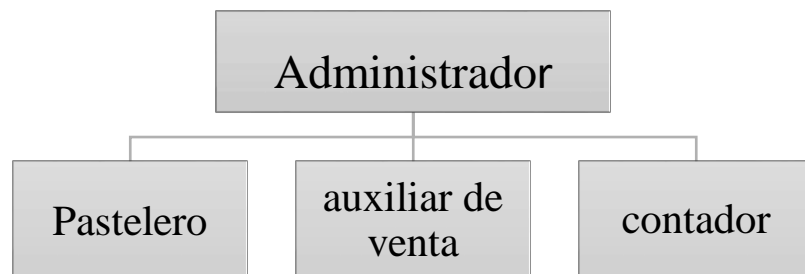 Administrador
Pastelero
auxiliar de
venta
contador